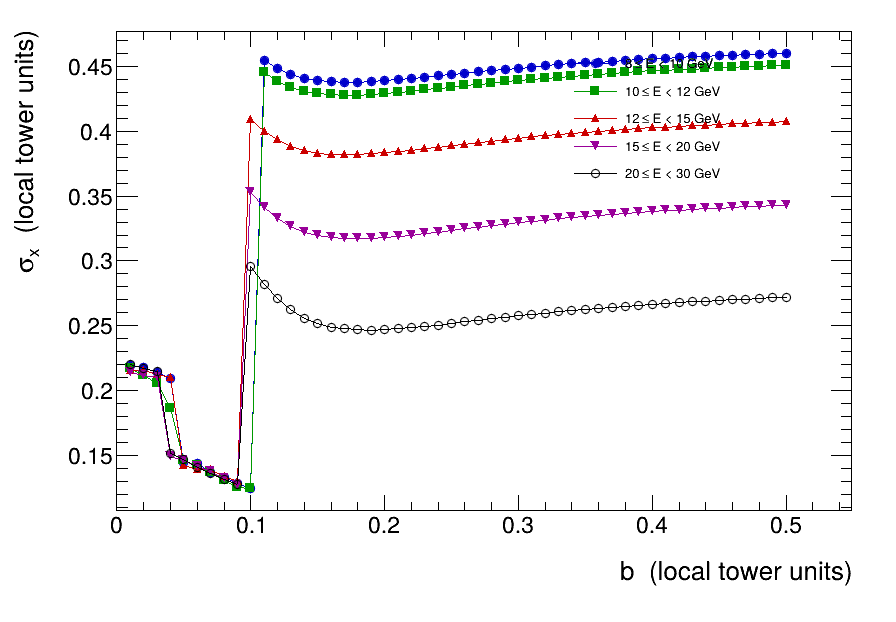 σx (local tower units)
0.45
0.4
0.35
0.3
0.25
0.2
0.15
0 0.1 0.2 0.3 0.4 0.5
b (local tower units)
E < 10 GeV
10 ≤ E < 12 GeV
12 ≤ E < 15 GeV
15 ≤ E < 20 GeV
20 ≤ E < 30 GeV